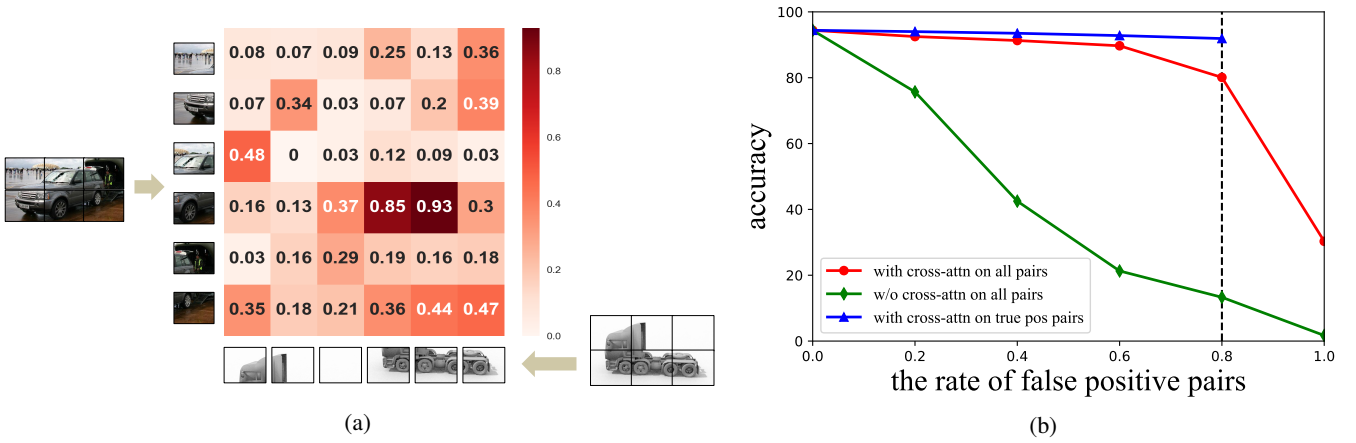 0.08 0.07 0.09 0.25 0.13 0.36
0.07 0.34 0.03 0.07 0.2 0.39
0.48 0 0.03 0.12 0.09 0.03
0.16 0.13 0.37 0.85 0.93 0.3
0.03 0.16 0.29 0.19 0.16 0.18
0.35 0.18 0.21 0.36 0.44 0.47
0.8
0.6
0.4
0.2
0.0
(a)
100
80
60
40
20
0
accuracy
with cross-attn on all pairs
w/o cross-attn on all pairs
with cross-attn on true pos pairs
0.0 0.2 0.4 0.6 0.8 1.0
the rate of false positive pairs
(b)